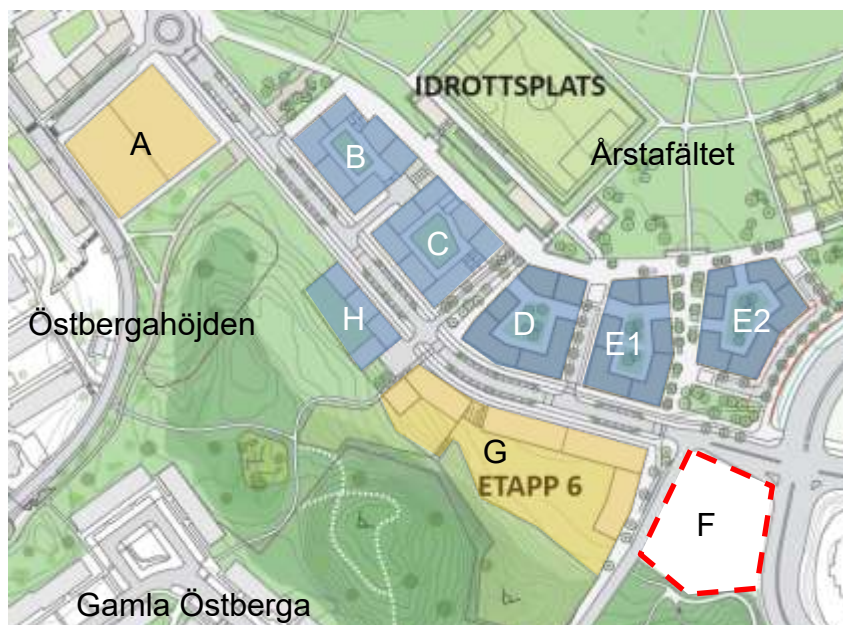 IDROTTSPLATS
A
B
Årstafältet
C
Östbergahöjden
H
D
E1
E2
G
ETAPP 6
F
Gamla Östberga